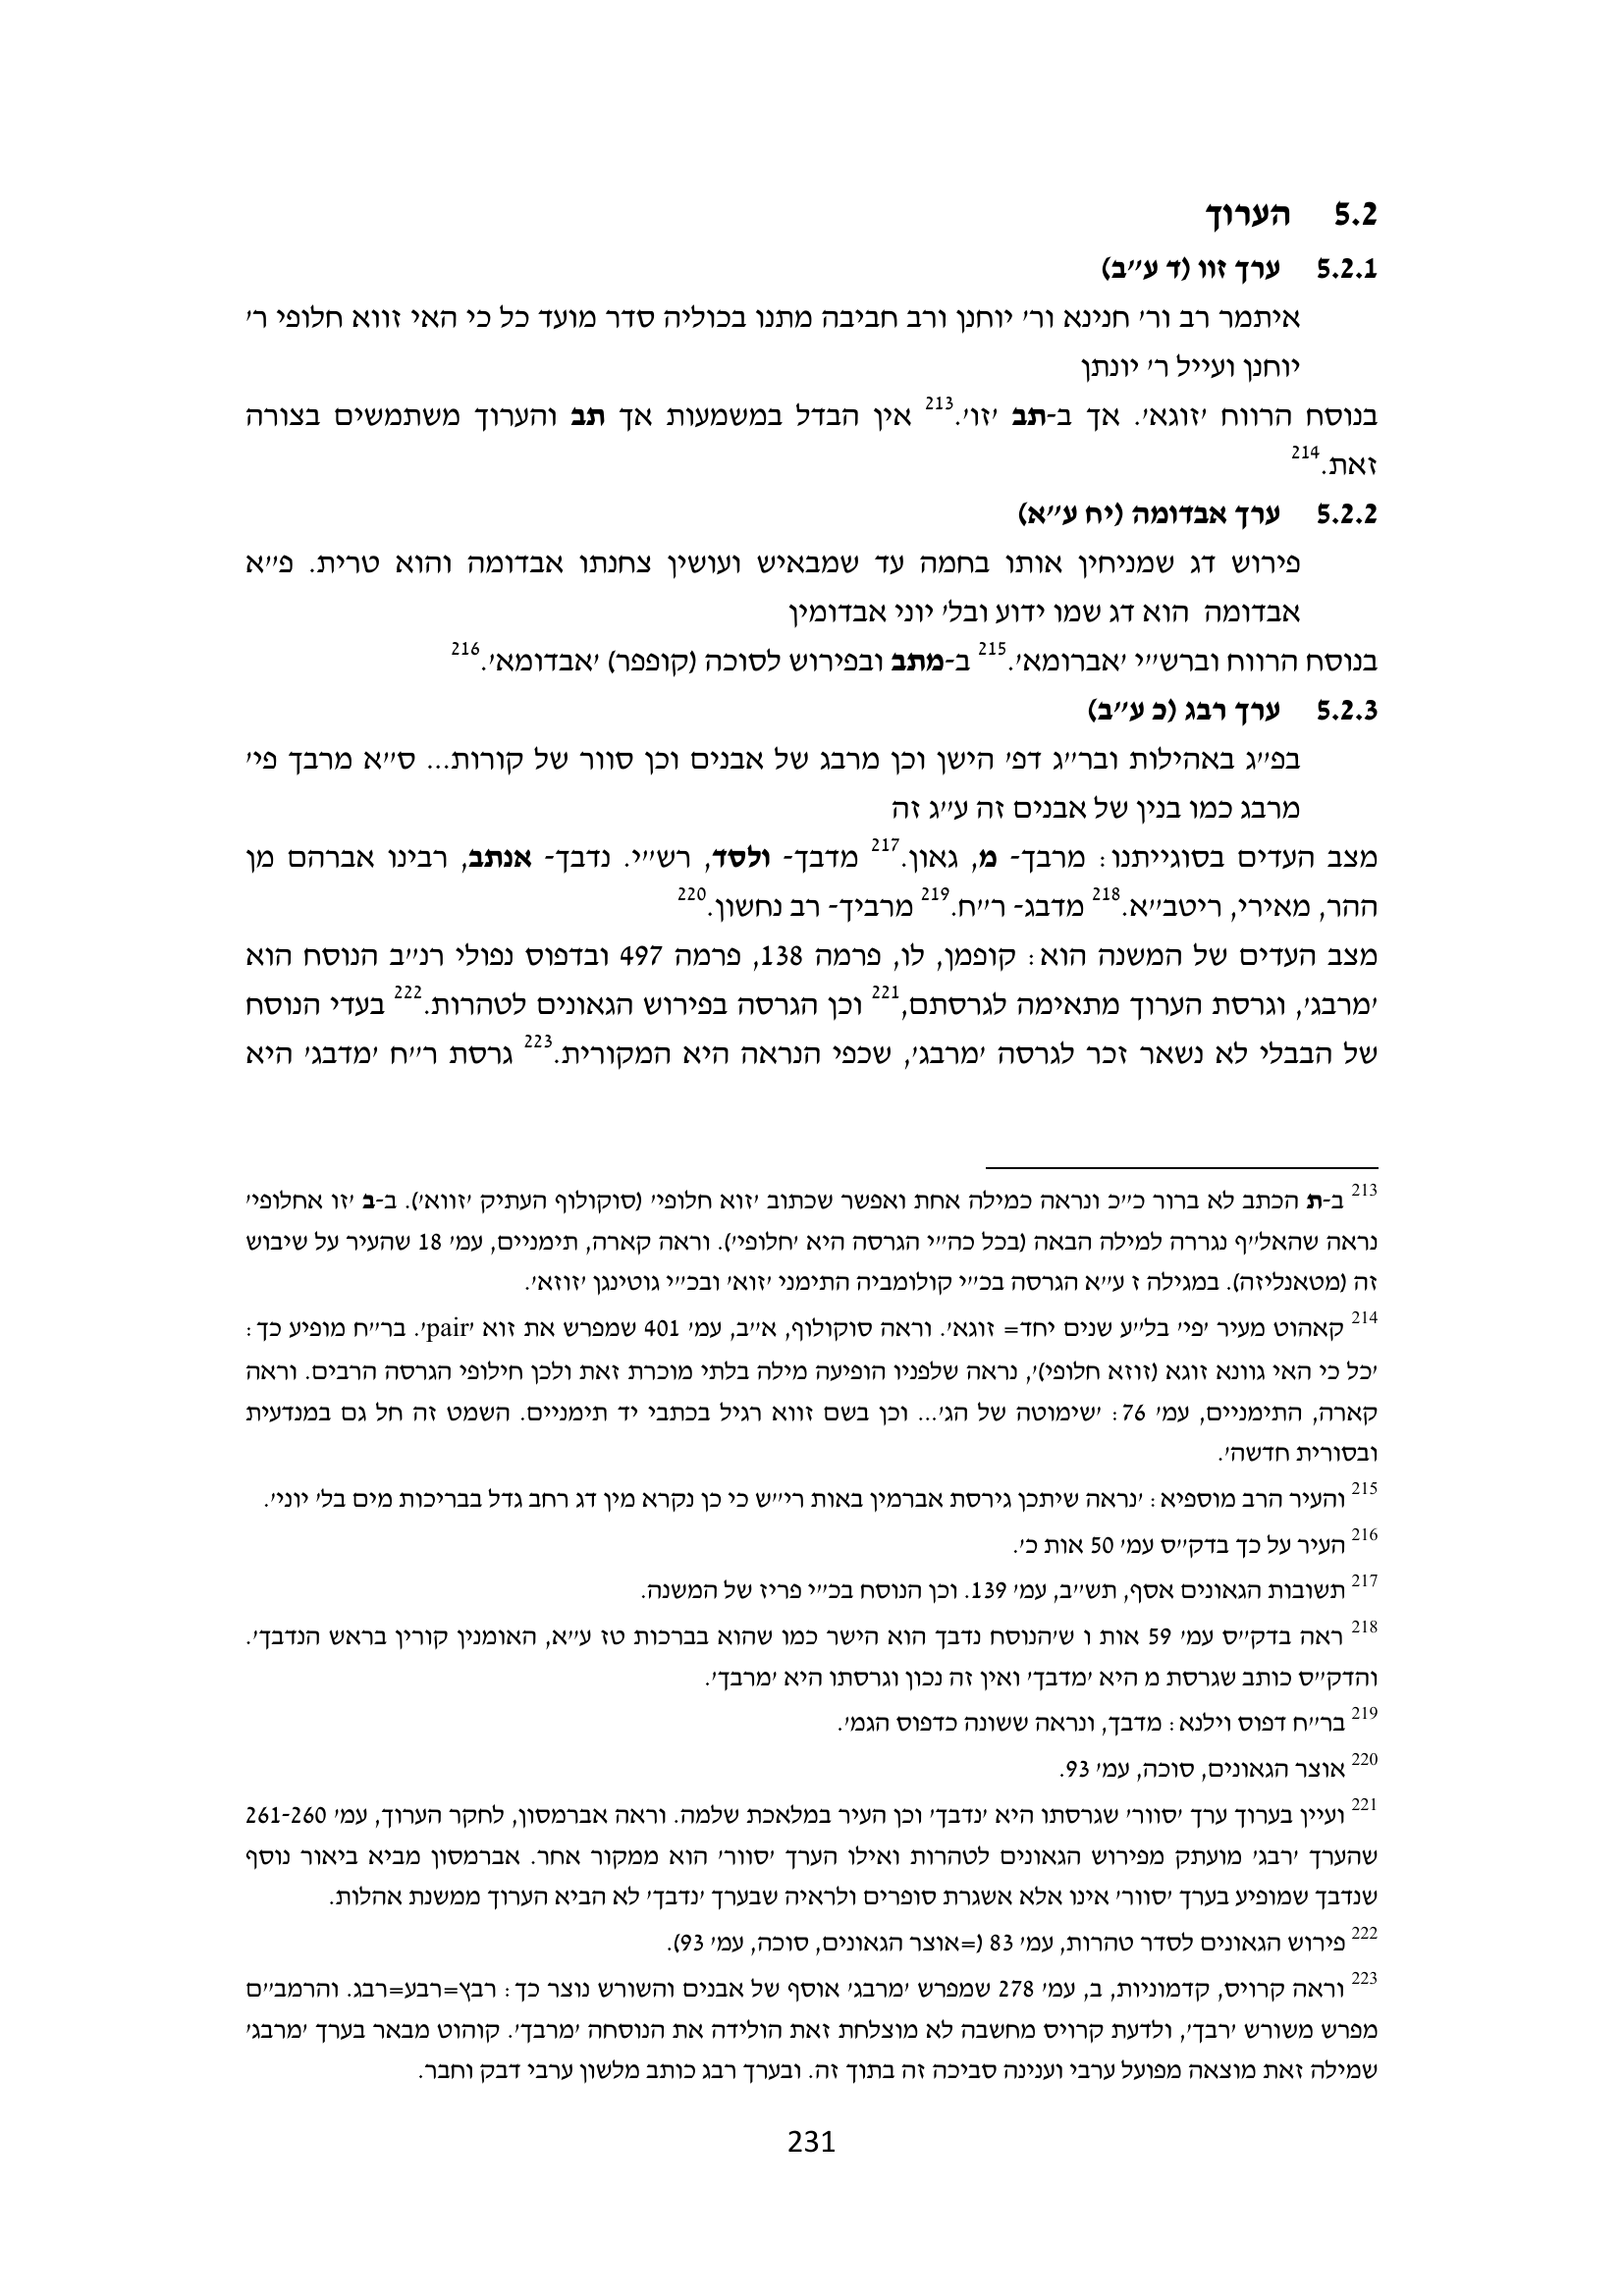 5.2 הערוך
5.2.1 ערך זוו (ד ע״ב)
איתמר רב ור׳ חנינא ור׳ יוחנן ורב חביבה מתנו בכוליה סדר מועד כל כי האי זווא חלופי ר׳
יוחנן ועייל ר׳ יונתן
בנוסח הרווח ׳זוגא׳. אך ב-תב ׳זו׳.213 אין הבדל במשמעות אך תב והערוך משתמשים בצורה
זאת.214
5.2.2 ערך אבדומה (יח ע״א)
פירוש דג שמניחין אותו בחמה עד שמבאיש ועושין צחנתו אבדומה והוא טרית. פ״א
אבדומה הוא דג שמו ידוע ובל׳ יוני אבדומין
בנוסח הרווח וברש״י ׳אברומא׳.215 ב-מתב ובפירוש לסוכה (קופפר) ׳אבדומא׳.216
5.2.3 ערך רבג (כ ע״ב)
בפ״ג באהילות ובר״ג דפ׳ הישן וכן מרבג של אבנים וכן סוור של קורות... ס״א מרבך פי׳
מרבג כמו בנין של אבנים זה ע״ג זה
מצב העדים בסוגייתנו: מרבך- מ, גאון.217 מדבך- ולסד, רש״י. נדבך- אנתב, רבינו אברהם מן
ההר, מאירי, ריטב״א.218 מדבג- ר״ח.219 מרביך- רב נחשון.220
מצב העדים של המשנה הוא: קופמן, לו, פרמה 138, פרמה 497 ובדפוס נפולי רנ״ב הנוסח הוא
׳מרבג׳, וגרסת הערוך מתאימה לגרסתם,221 וכן הגרסה בפירוש הגאונים לטהרות.222 בעדי הנוסח
של הבבלי לא נשאר זכר לגרסה ׳מרבג׳, שכפי הנראה היא המקורית.223 גרסת ר״ח ׳מדבג׳ היא
213 ב-ת הכתב לא ברור כ״כ ונראה כמילה אחת ואפשר שכתוב ׳זוא חלופי׳ (סוקולוף העתיק ׳זווא׳). ב-ב ׳זו אחלופי׳
נראה שהאל״ף נגררה למילה הבאה (בכל כה״י הגרסה היא ׳חלופי׳). וראה קארה, תימניים, עמ׳ 18 שהעיר על שיבוש
זה (מטאנליזה). במגילה ז ע״א הגרסה בכ״י קולומביה התימני ׳זוא׳ ובכ״י גוטינגן ׳זוזא׳.
214 קאהוט מעיר ׳פי׳ בל״ע שנים יחד= זוגא׳. וראה סוקולוף, א״ב, עמ׳ 401 שמפרש את זוא ׳pair׳. בר״ח מופיע כך:
׳כל כי האי גוונא זוגא (זוזא חלופי)׳, נראה שלפניו הופיעה מילה בלתי מוכרת זאת ולכן חילופי הגרסה הרבים. וראה
קארה, התימניים, עמ׳ 76: ׳שימוטה של הג׳... וכן בשם זווא רגיל בכתבי יד תימניים. השמט זה חל גם במנדעית
ובסורית חדשה׳.
215 והעיר הרב מוספיא: ׳נראה שיתכן גירסת אברמין באות רי״ש כי כן נקרא מין דג רחב גדל בבריכות מים בל׳ יוני׳.
216 העיר על כך בדק״ס עמ׳ 50 אות כ׳.
217 תשובות הגאונים אסף, תש״ב, עמ׳ 139. וכן הנוסח בכ״י פריז של המשנה.
218 ראה בדק״ס עמ׳ 59 אות ו ש׳הנוסח נדבך הוא הישר כמו שהוא בברכות טז ע״א, האומנין קורין בראש הנדבך׳.
והדק״ס כותב שגרסת מ היא ׳מדבך׳ ואין זה נכון וגרסתו היא ׳מרבך׳.
219 בר״ח דפוס וילנא: מדבך, ונראה ששונה כדפוס הגמ׳.
220 אוצר הגאונים, סוכה, עמ׳ 93.
221 ועיין בערוך ערך ׳סוור׳ שגרסתו היא ׳נדבך׳ וכן העיר במלאכת שלמה. וראה אברמסון, לחקר הערוך, עמ׳ 261-260
שהערך ׳רבג׳ מועתק מפירוש הגאונים לטהרות ואילו הערך ׳סוור׳ הוא ממקור אחר. אברמסון מביא ביאור נוסף
שנדבך שמופיע בערך ׳סוור׳ אינו אלא אשגרת סופרים ולראיה שבערך ׳נדבך׳ לא הביא הערוך ממשנת אהלות.
222 פירוש הגאונים לסדר טהרות, עמ׳ 83 (=אוצר הגאונים, סוכה, עמ׳ 93).
223 וראה קרויס, קדמוניות, ב, עמ׳ 278 שמפרש ׳מרבג׳ אוסף של אבנים והשורש נוצר כך: רבץ=רבע=רבג. והרמב״ם
מפרש משורש ׳רבך׳, ולדעת קרויס מחשבה לא מוצלחת זאת הולידה את הנוסחה ׳מרבך׳. קוהוט מבאר בערך ׳מרבג׳
שמילה זאת מוצאה מפועל ערבי וענינה סביכה זה בתוך זה. ובערך רבג כותב מלשון ערבי דבק וחבר.
231